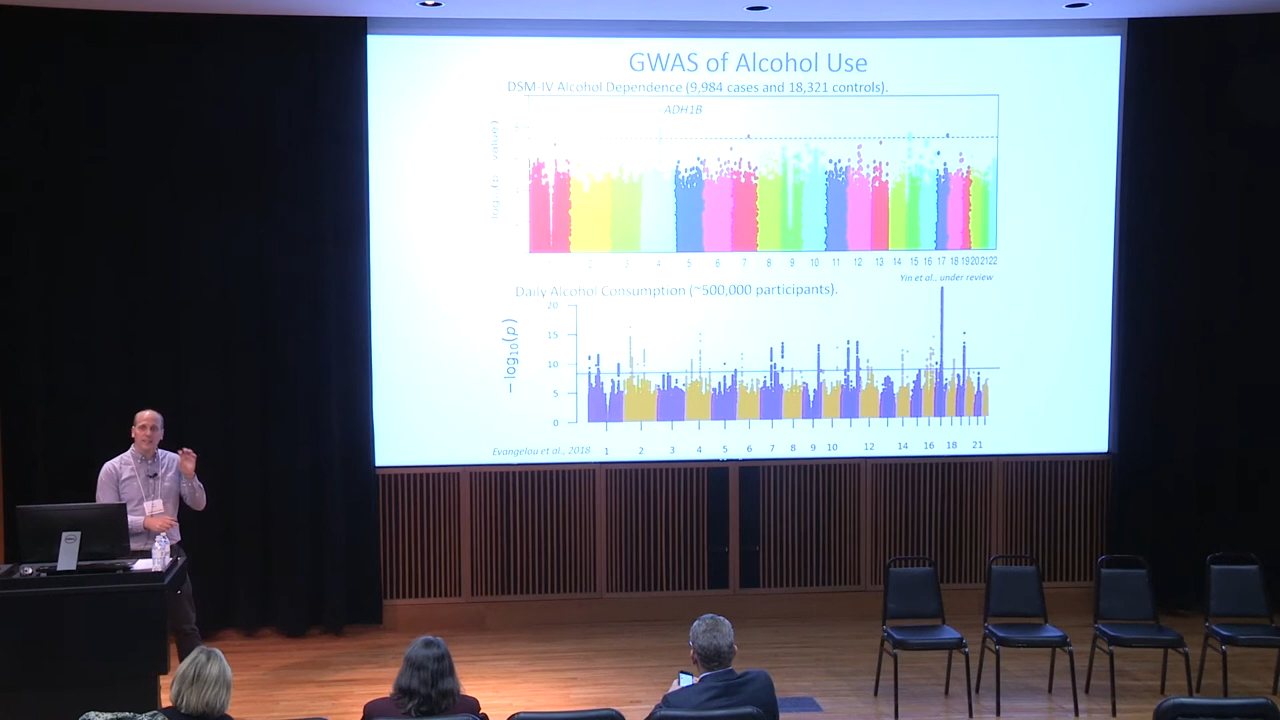 GWAS of Alcohol Use
DSM-IV Alcohol Dependence (9,984 cases and 18,321 controls).
ADH1B
2 3 4 5 6 7 8 9 10 11 12 13 14 15 16 17 18 19 20 21 22
Yin et al., under review
Daily Alcohol Consumption (~500,000 participants).
20
15
10
5
0
−log10(p)
1 2 3 4 5 6 7 8 9 10 12 14 16 18 21
Evangelou et al., 2018
DELL